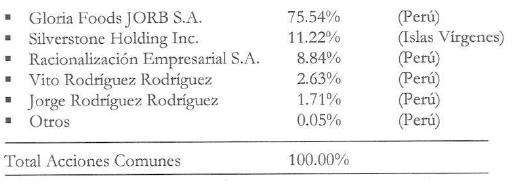 ▪ Gloria Foods JORB S.A. 75.54% (Perú)
▪ Silverstone Holding Inc. 11.22% (Islas Vírgenes)
▪ Racionalización Empresarial S.A. 8.84% (Perú)
▪ Vito Rodríguez Rodríguez 2.63% (Perú)
▪ Jorge Rodríguez Rodríguez 1.71% (Perú)
▪ Otros 0.05% (Perú)
Total Acciones Comunes 100.00%